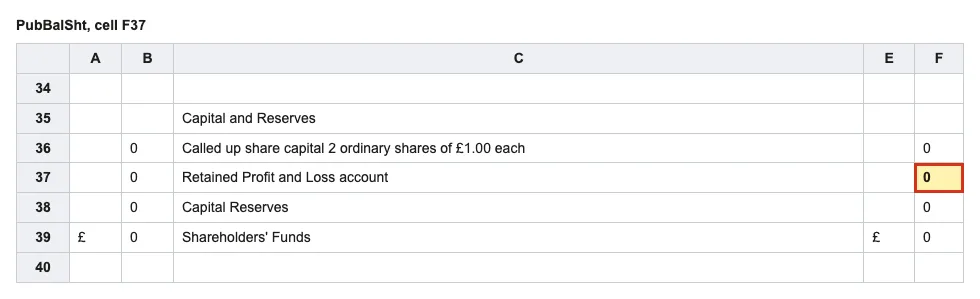 PubBalSht, cell F37
A B C E F
34
35 Capital and Reserves
36 0 Called up share capital 2 ordinary shares of £1.00 each 0
37 0 Retained Profit and Loss account 0
38 0 Capital Reserves 0
39 £ 0 Shareholders' Funds £ 0
40